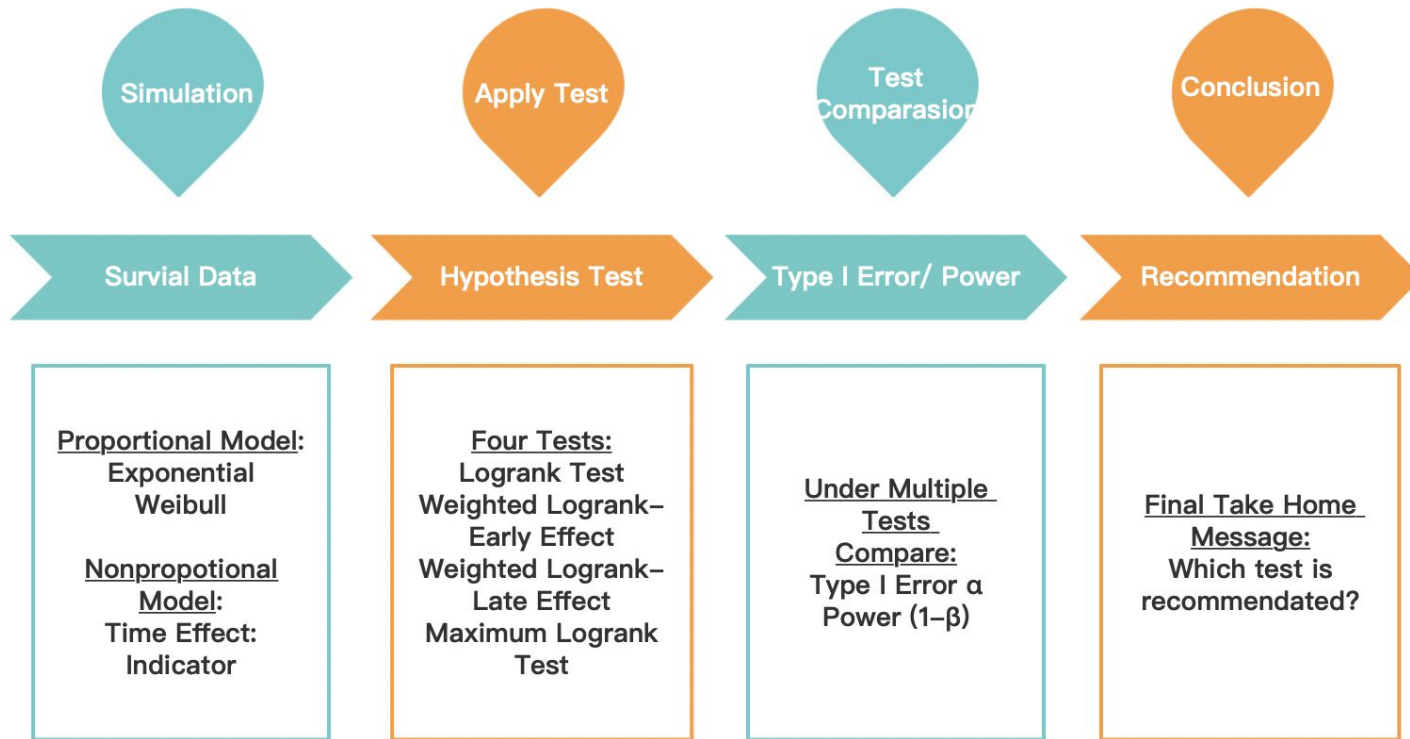 Simulation
Apply Test
Test
Comparasion
Conclusion
Survial Data
Hypothesis Test
Type I Error/ Power
Recommendation
Proportional Model:
Exponential
Weibull
Nonpropotional
Model:
Time Effect:
Indicator
Four Tests:
Logrank Test
Weighted Logrank–
Early Effect
Weighted Logrank–
Late Effect
Maximum Logrank
Test
Under Multiple
Tests
Compare:
Type I Error α
Power (1–β)
Final Take Home
Message:
Which test is
recommendated?